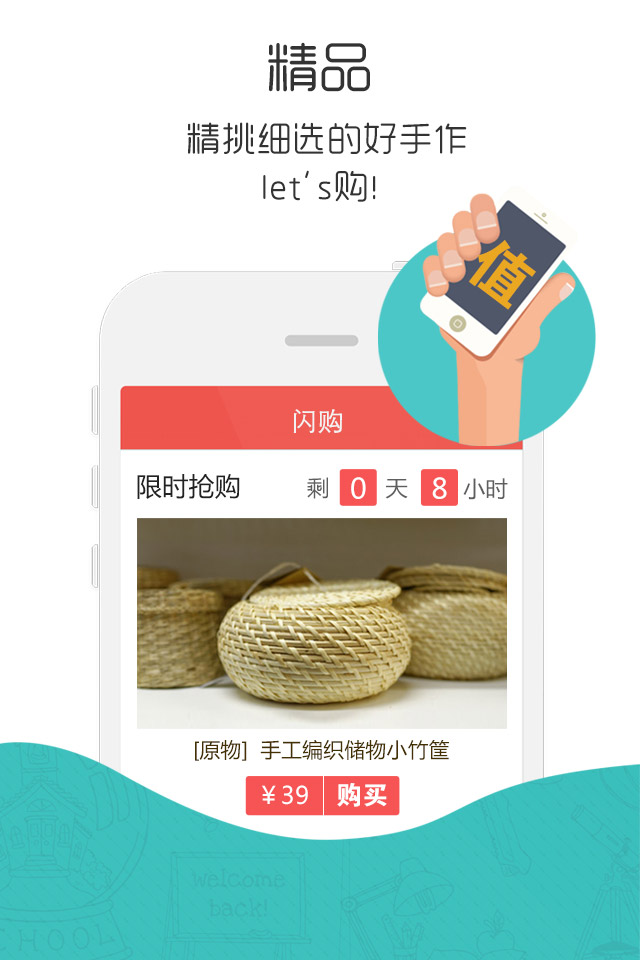 精品
精挑细选的好手作
let's购!
值
闪购
限时抢购 剩 0 天 8 小时
[原物] 手工编织储物小竹筐
￥39 购买
welcome
back!
SCHOOL